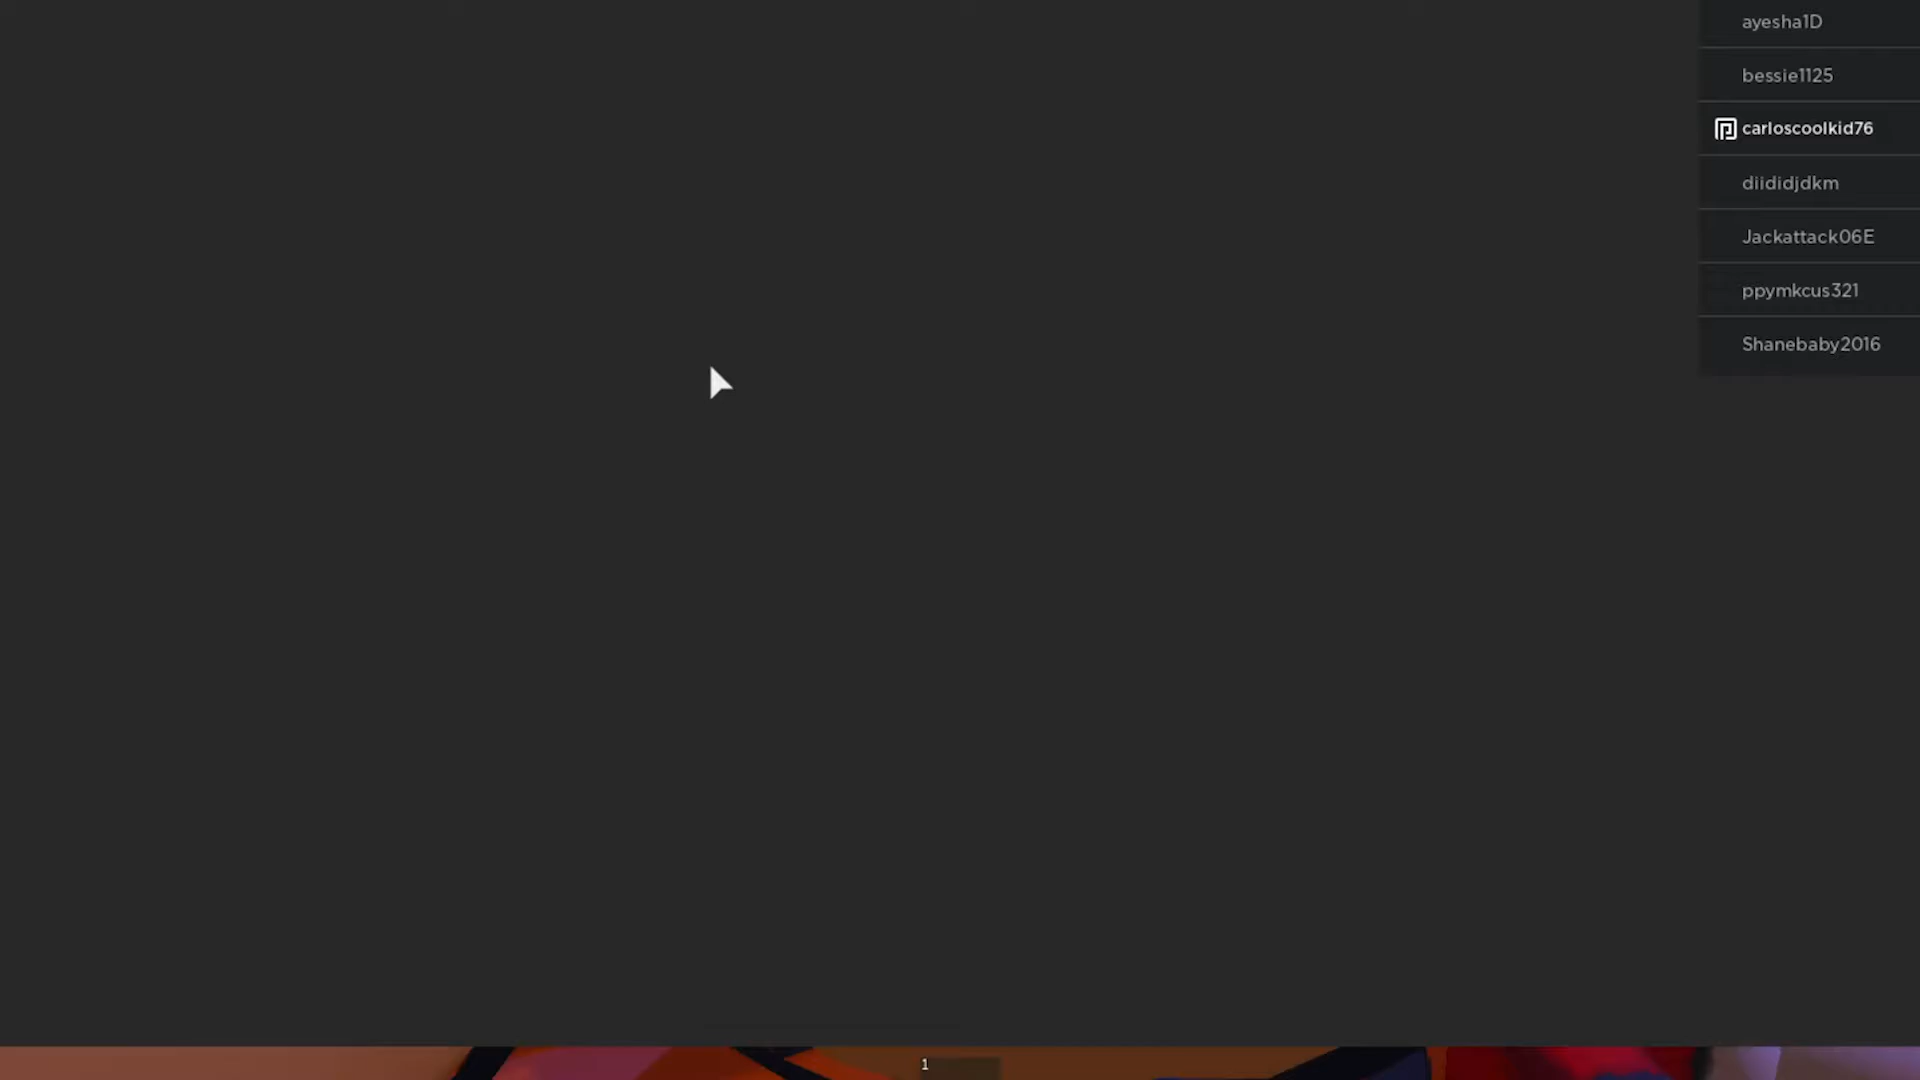 ayesha1D
bessie1125
carloscoolkid76
diididjdkm
Jackattack06E
ppymkcus321
Shanebaby2016
1